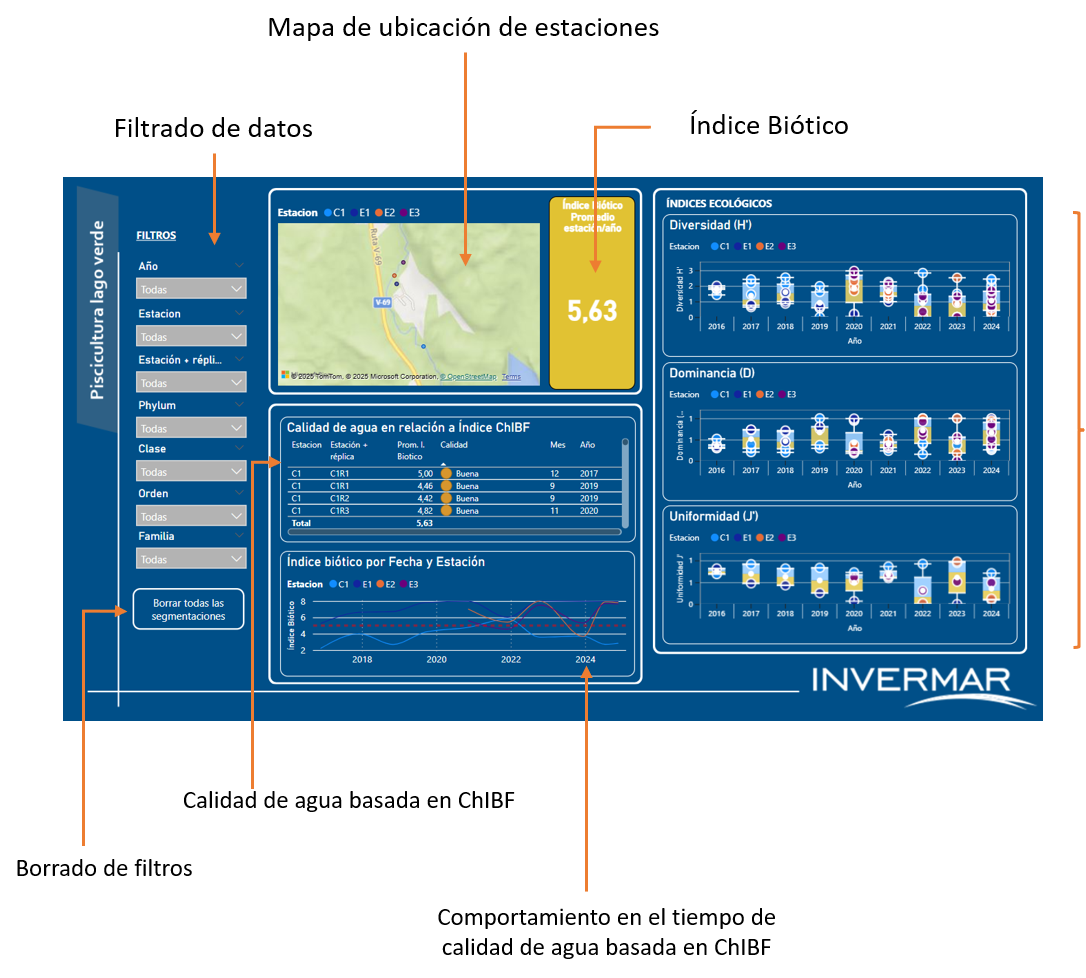 Mapa de ubicación de estaciones
Filtrado de datos
Índice Biótico
Piscicultura lago verde
FILTROS
Año
Todas
Estacion
Todas
Estación + répli...
Todas
Phylum
Todas
Clase
Todas
Orden
Todas
Familia
Todas
Borrar todas las
segmentaciones
Estacion C1 E1 E2 E3
Ruta V-69
V-69
© 2025 TomTom, © 2025 Microsoft Corporation, © OpenStreetMap Terms
Índice Biótico
Promedio
estación/año
5,63
Calidad de agua en relación a Índice ChIBF
Estacion Estación + réplica Prom. I. Biotico Calidad Mes Año
C1 C1R1 5,00 Buena 12 2017
C1 C1R1 4,46 Buena 9 2019
C1 C1R2 4,42 Buena 9 2019
C1 C1R3 4,82 Buena 11 2020
Total 5,63
Índice biótico por Fecha y Estación
Estación C1 E1 E2 E3
Índice Biótico
8
6
4
2
2018 2020 2022 2024
ÍNDICES ECOLÓGICOS
Diversidad (H')
Estación C1 E1 E2 E3
Diversidad H'
3
2
1
0
2016 2017 2018 2019 2020 2021 2022 2023 2024
Año
Dominancia (D)
Estación C1 E1 E2 E3
Dominancia (...
1
1
0
2016 2017 2018 2019 2020 2021 2022 2023 2024
Año
Uniformidad (J')
Estación C1 E1 E2 E3
Uniformidad J'
1
1
0
2016 2017 2018 2019 2020 2021 2022 2023 2024
Año
INVERMAR
Calidad de agua basada en ChIBF
Borrado de filtros
Comportamiento en el tiempo de
calidad de agua basada en ChIBF